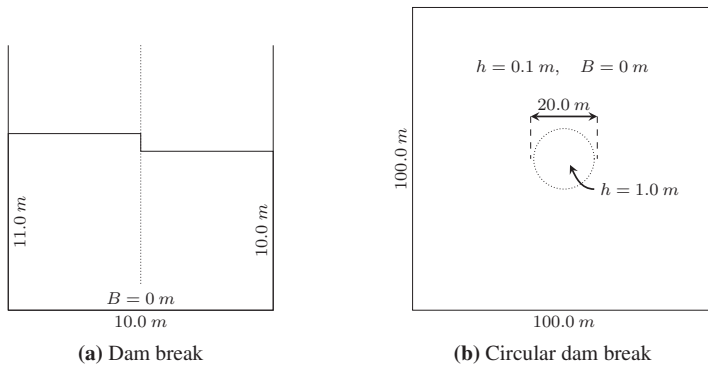 11.0 m
10.0 m
B = 0 m
10.0 m
(a) Dam break
h = 0.1 m, B = 0 m
20.0 m
h = 1.0 m
100.0 m
100.0 m
(b) Circular dam break